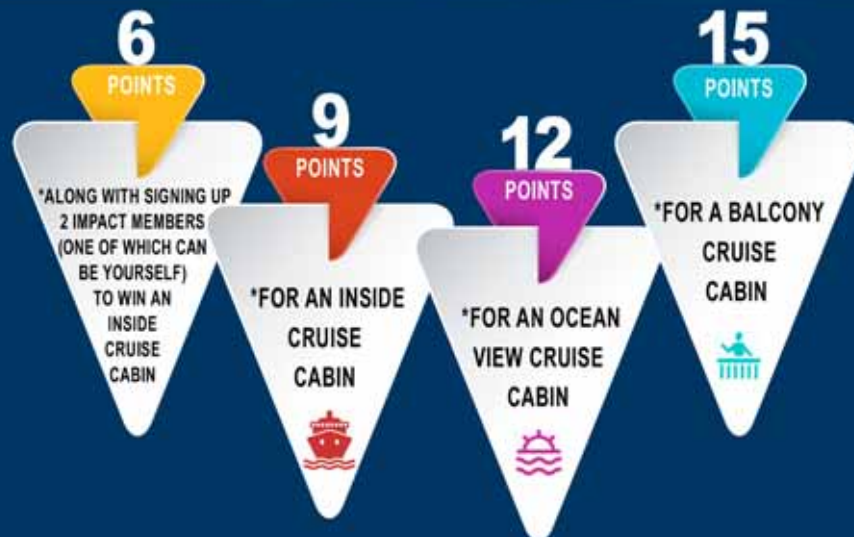 6
POINTS
*ALONG WITH SIGNING UP
2 IMPACT MEMBERS
(ONE OF WHICH CAN
BE YOURSELF)
TO WIN AN
INSIDE
CRUISE
CABIN
9
POINTS
*FOR AN INSIDE
CRUISE
CABIN
12
POINTS
*FOR AN OCEAN
VIEW CRUISE
CABIN
15
POINTS
*FOR A BALCONY
CRUISE
CABIN